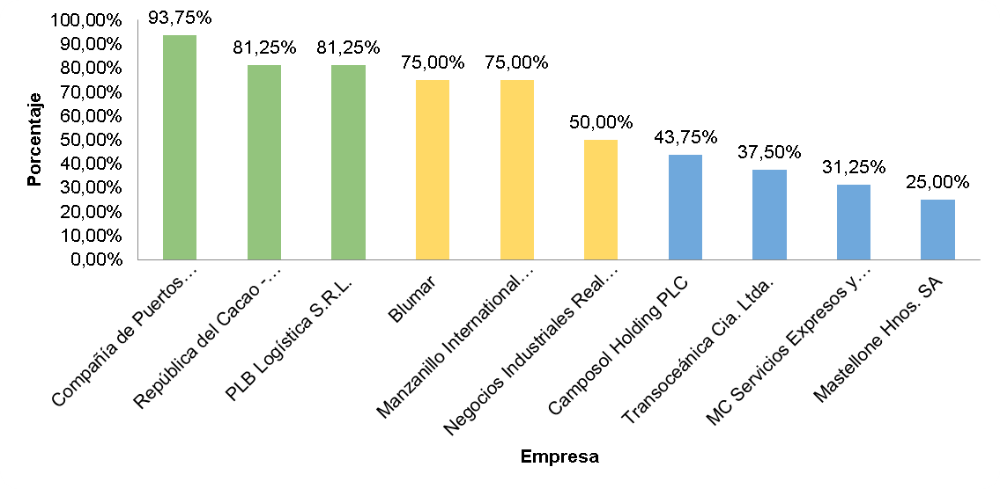 100,00%
90,00%
80,00%
70,00%
60,00%
50,00%
40,00%
30,00%
20,00%
10,00%
0,00%
Porcentaje
93,75%
81,25%
81,25%
75,00%
75,00%
50,00%
43,75%
37,50%
31,25%
25,00%
Compañía de Puertos…
República del Cacao -…
PLB Logística S.R.L.
Blumar
Manzanillo International…
Negocios Industriales Real…
Camposol Holding PLC
Transoceánica Cia. Ltda.
MC Servicios Expresos y…
Mastellone Hnos. SA
Empresa